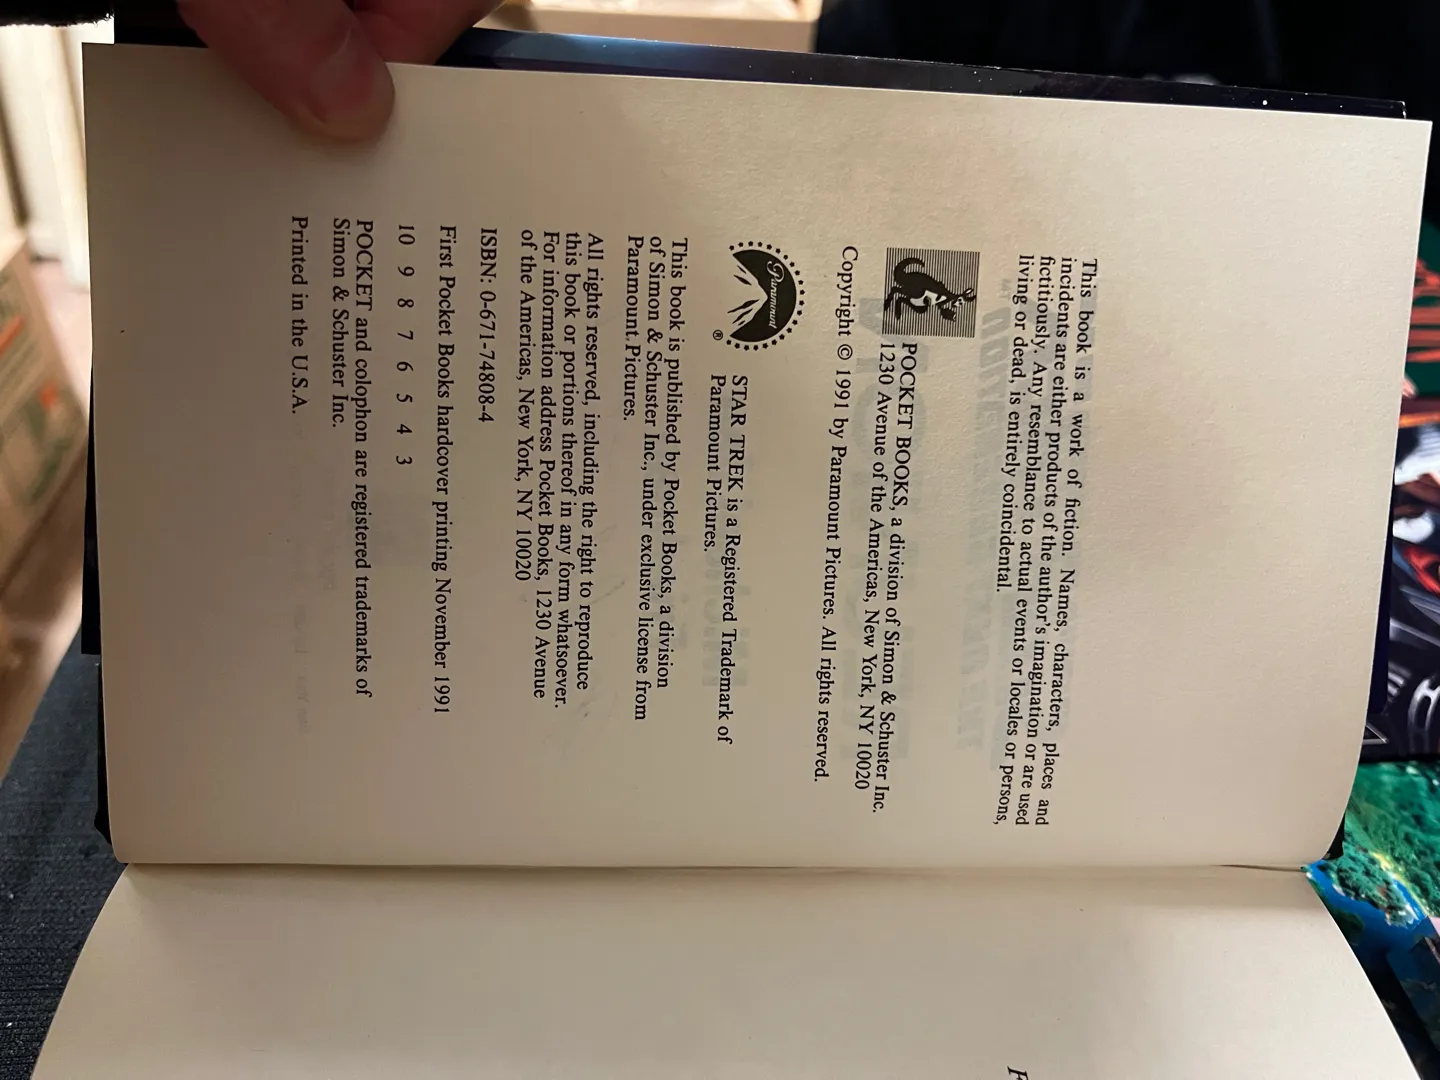 This book is a work of fiction. Names, characters, places and
incidents are either products of the author's imagination or are used
fictitiously. Any resemblance to actual events or locales or persons,
living or dead, is entirely coincidental.
POCKET BOOKS, a division of Simon & Schuster Inc.
1230 Avenue of the Americas, New York, NY 10020
Copyright © 1991 by Paramount Pictures. All rights reserved.
Paramount
®
STAR TREK is a Registered Trademark of
Paramount Pictures.
This book is published by Pocket Books, a division
of Simon & Schuster Inc., under exclusive license from
Paramount Pictures.
All rights reserved, including the right to reproduce
this book or portions thereof in any form whatsoever.
For information address Pocket Books, 1230 Avenue
of the Americas, New York, NY 10020
ISBN: 0-671-74808-4
First Pocket Books hardcover printing November 1991
10 9 8 7 6 5 4 3
POCKET and colophon are registered trademarks of
Simon & Schuster Inc.
Printed in the U.S.A.